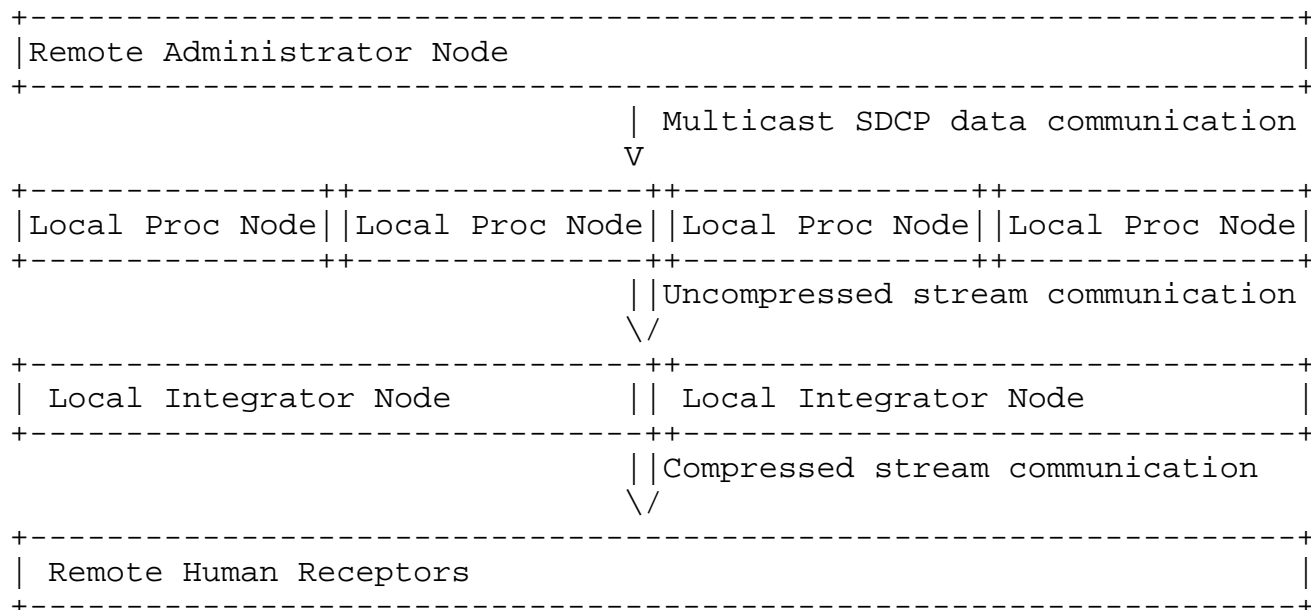 Remote Administrator Node
Multicast SDCP data communication
V
Local Proc Node Local Proc Node Local Proc Node Local Proc Node
Uncompressed stream communication
Local Integrator Node Local Integrator Node
Compressed stream communication
Remote Human Receptors